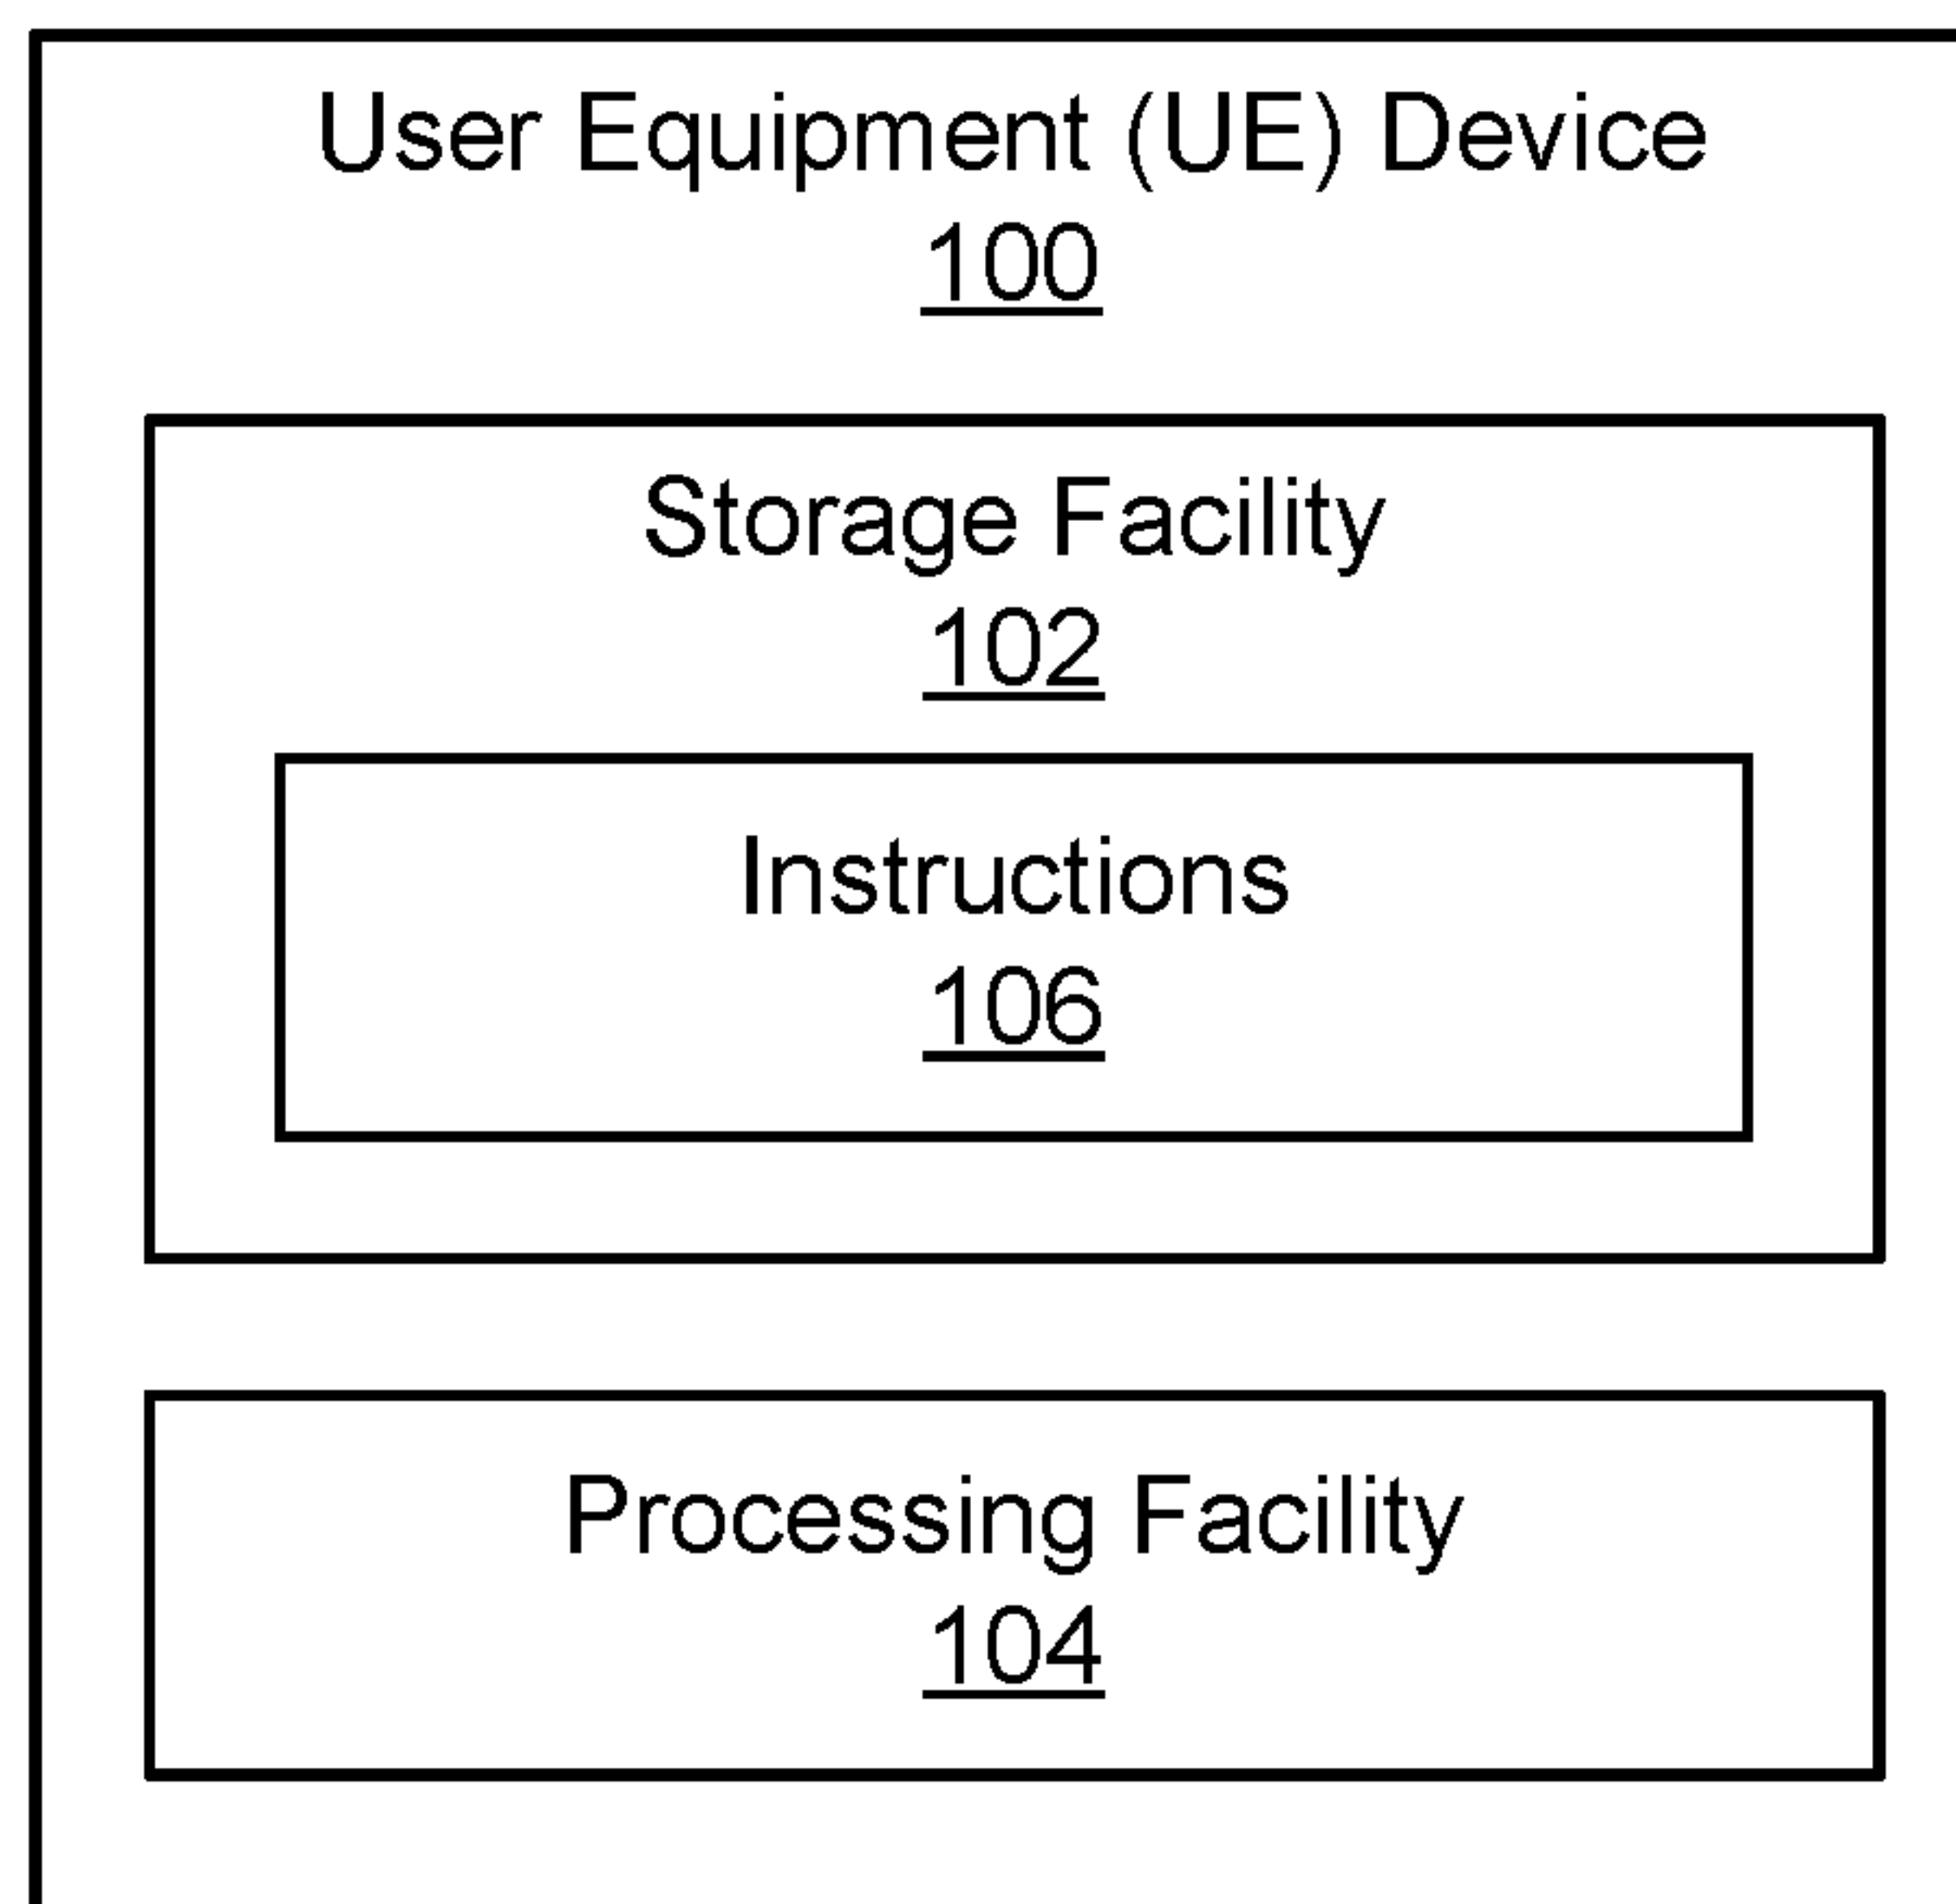 User Equipment (UE) Device
100
Storage Facility
102
Instructions
106
Processing Facility
104